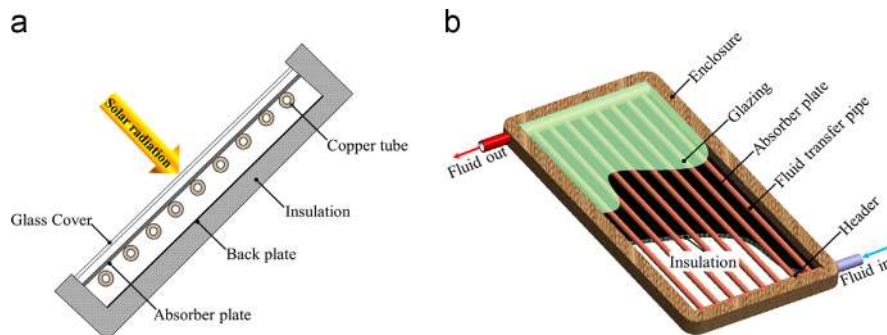 a
Solar radiation
Copper tube
Glass Cover
Insulation
Back plate
Absorber plate
b
Enclosure
Glazing
Absorber plate
Fluid transfer pipe
Fluid out
Header
Insulation
Fluid in